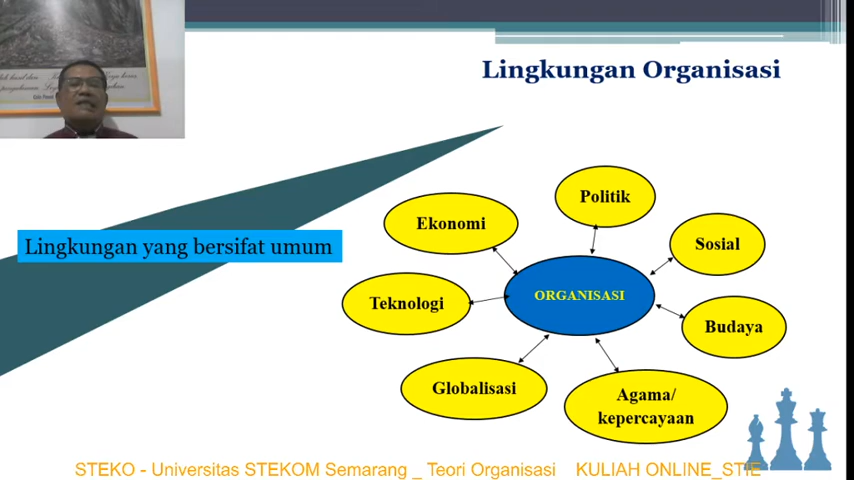 Lingkungan Organisasi
Lingkungan yang bersifat umum
Politik
Ekonomi
Sosial
ORGANISASI
Teknologi
Budaya
Globalisasi
Agama/
kepercayaan
STEKO - Universitas STEKOM Semarang _ Teori Organisasi KULIAH ONLINE_STIE